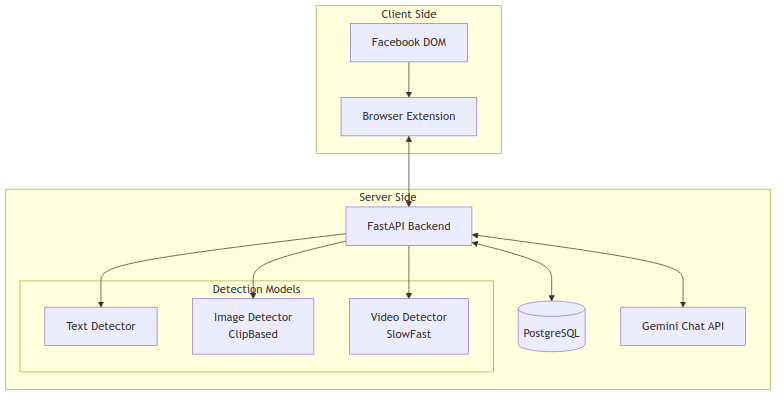 Client Side
Facebook DOM
Browser Extension
Server Side
FastAPI Backend
Detection Models
Text Detector
Image Detector
ClipBased
Video Detector
SlowFast
PostgreSQL
Gemini Chat API